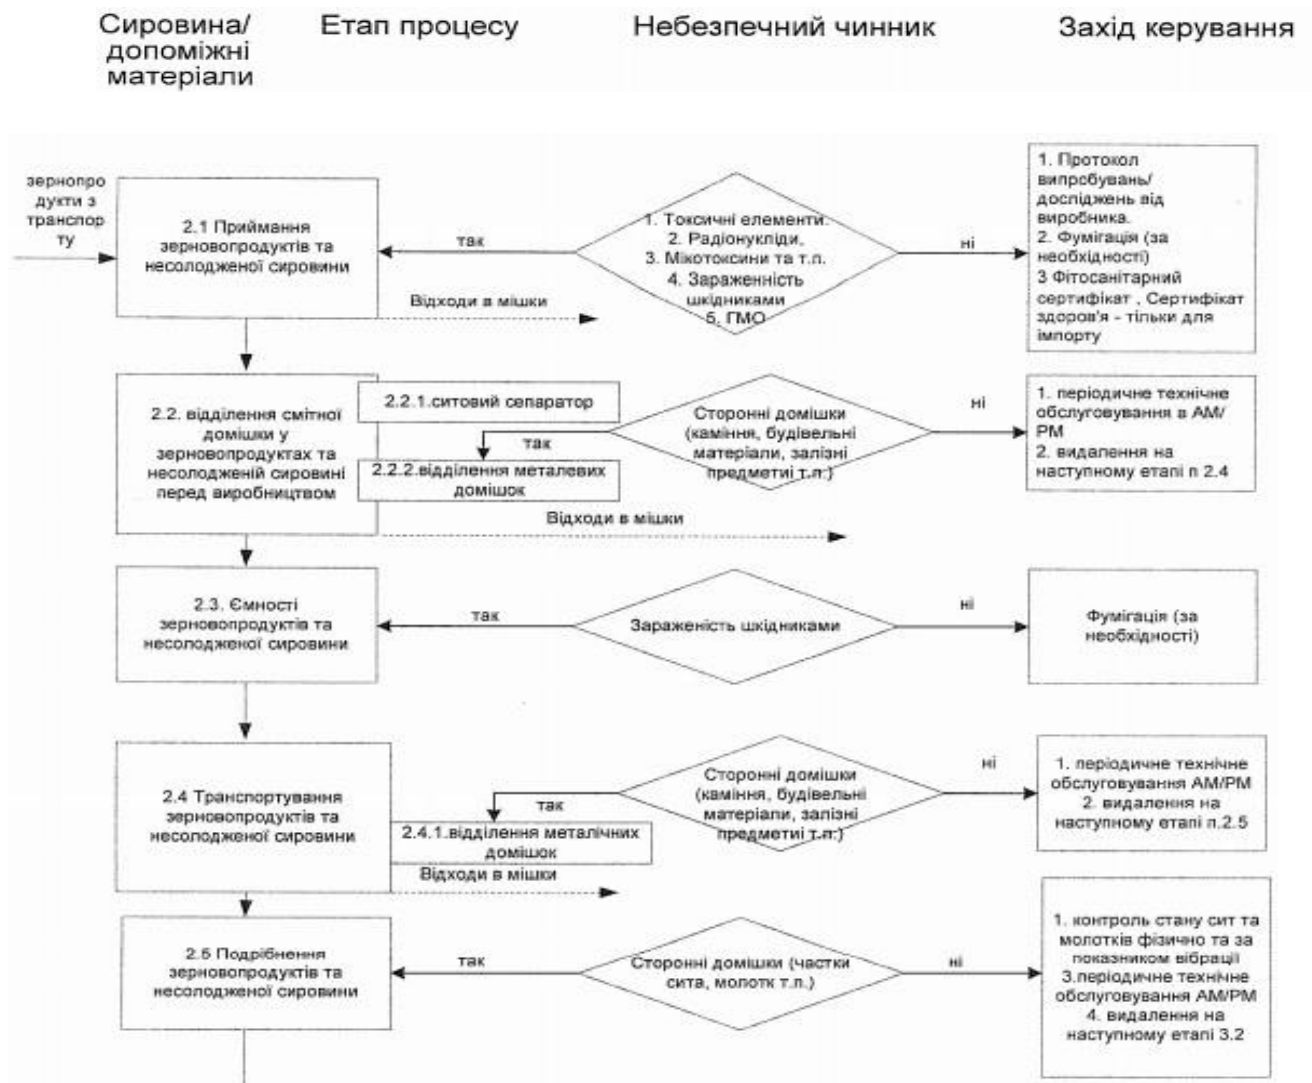 Сировина/
допоміжні
матеріали
Етап процесу
Небезпечний чинник
Захід керування
зернопро
дукти з
транспор
ту
2.1 Приймання
зерновопродуктів та
несолодженої сировини
так
1. Токсичні елементи.
2. Радіонукліди,
3. Мікотоксини та т.п.
4. Зараженність
шкідниками
5. ГМО
ні
1. Протокол
випробувань/
досліджень від
виробника.
2. Фумігація (за
необхідності)
3 Фітосанітарний
сертифікат , Сертифікат
здоров'я - тільки для
імпорту
Відходи в мішки
2.2. відділення смітної
домішки у
зерновопродуктах та
несолодженій сировині
перед виробництвом
2.2.1.ситовий сепаратор
так
2.2.2.відділення металевих
домішок
Сторонні домішки
(каміння, будівельні
матеріали, залізні
предметиі т.п.)
ні
1. періодичне технічне
обслуговування в АМ/
РМ
2. видалення на
наступному етапі п 2.4
Відходи в мішки
2.3. Ємності
зерновопродуктів та
несолодженої сировини
так
Зараженість шкідниками
ні
Фумігація (за
необхідності)
2.4 Транспортування
зерновопродуктів та
несолодженої сировини
так
2.4.1.відділення металічних
домішок
Сторонні домішки
(каміння, будівельні
матеріали, залізні
предметиі т.п.)
ні
1. періодичне технічне
обслуговування АМ/РМ
2. видалення на
наступному етапі п.2.5
Відходи в мішки
2.5 Подрібнення
зерновопродуктів та
несолодженої сировини
так
Сторонні домішки (частки
сита, молотк т.п.)
ні
1. контроль стану сит та
молотків фізично та за
показником вібрації
3.періодичне технічне
обслуговування АМ/РМ
4. видалення на
наступному етапі 3.2